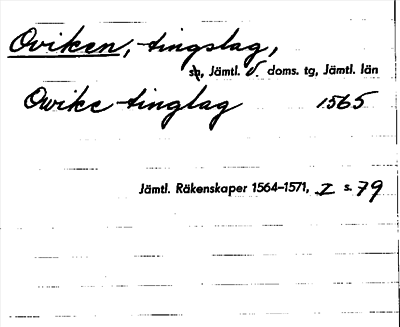 Oviken, tingslag,
sn, Jämtl. V. doms. tg, Jämtl. län
Owike tinglag 1565
Jämtl. Räkenskaper 1564-1571, I s. 79